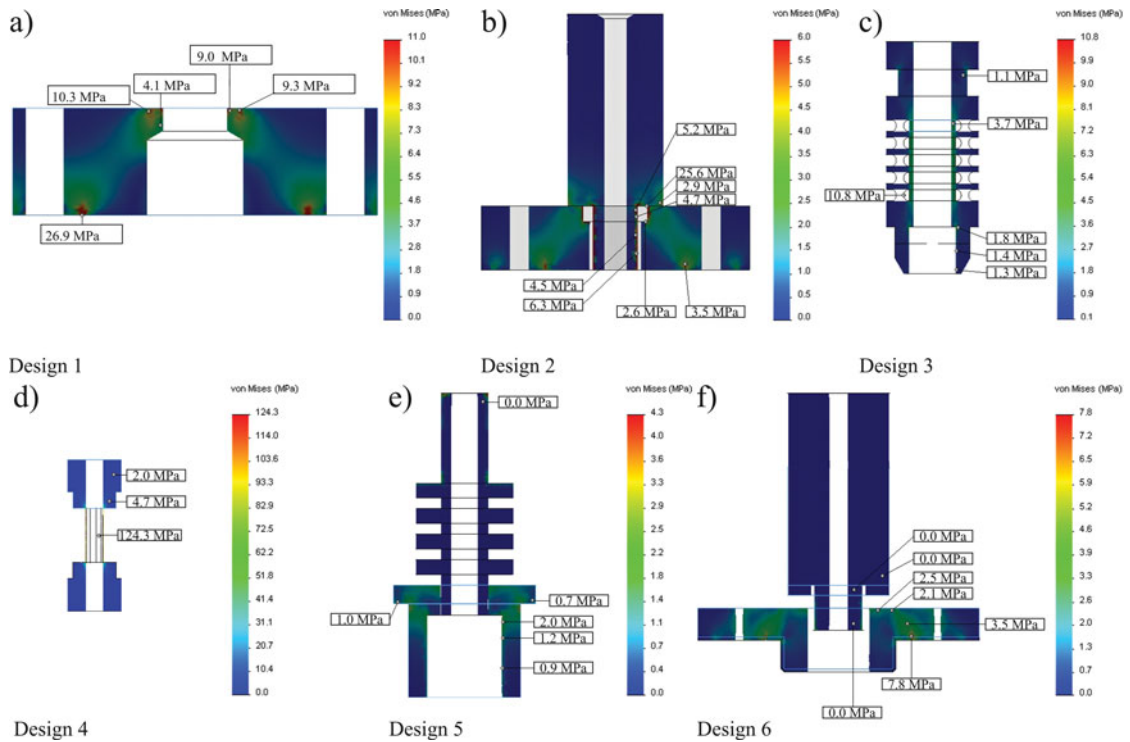 a)
von Mises (MPa)
11.0
10.1
9.2
8.3
7.3
6.4
5.5
4.6
3.7
2.8
1.8
0.9
0.0
9.0 MPa
4.1 MPa
10.3 MPa
9.3 MPa
26.9 MPa
Design 1
b)
von Mises (MPa)
6.0
5.5
5.0
4.5
4.0
3.5
3.0
2.5
2.0
1.5
1.0
0.5
0.0
5.2 MPa
25.6 MPa
2.9 MPa
4.7 MPa
4.5 MPa
6.3 MPa
2.6 MPa
3.5 MPa
Design 2
c)
von Mises (MPa)
10.8
9.9
9.0
8.1
7.2
6.3
5.4
4.6
3.7
2.8
1.9
1.0
0.1
1.1 MPa
3.7 MPa
10.8 MPa
1.8 MPa
1.4 MPa
1.3 MPa
Design 3
d)
von Mises (MPa)
124.3
114.0
103.6
93.3
82.9
72.5
62.2
51.8
41.5
31.1
20.7
10.4
0.0
2.0 MPa
4.7 MPa
124.3 MPa
Design 4
e)
von Mises (MPa)
4.3
4.0
3.6
3.2
2.9
2.5
2.2
1.8
1.4
1.1
0.7
0.4
0.0
0.0 MPa
1.0 MPa
0.7 MPa
2.0 MPa
1.2 MPa
0.9 MPa
Design 5
f)
von Mises (MPa)
7.8
7.1
6.5
5.8
5.2
4.5
3.9
3.2
2.6
1.9
1.3
0.6
0.0
0.0 MPa
0.0 MPa
2.5 MPa
2.1 MPa
3.5 MPa
7.8 MPa
0.0 MPa
Design 6